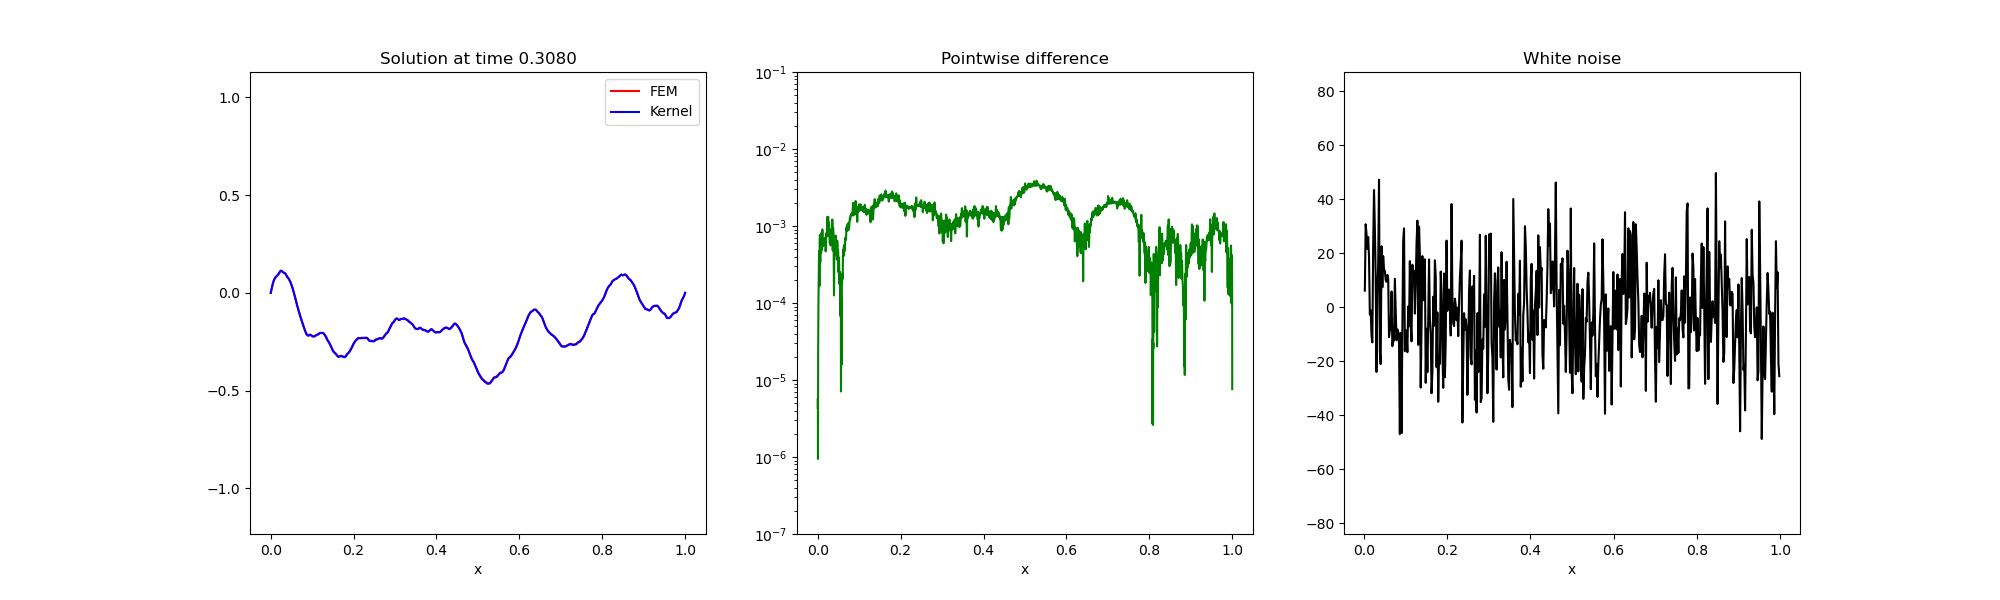 Solution at time 0.3080
1.0
0.5
0.0
−0.5
−1.0
0.0 0.2 0.4 0.6 0.8 1.0
x
FEM
Kernel
Pointwise difference
10⁻¹
10⁻²
10⁻³
10⁻⁴
10⁻⁵
10⁻⁶
10⁻⁷
0.0 0.2 0.4 0.6 0.8 1.0
x
White noise
80
60
40
20
0
−20
−40
−60
−80
0.0 0.2 0.4 0.6 0.8 1.0
x